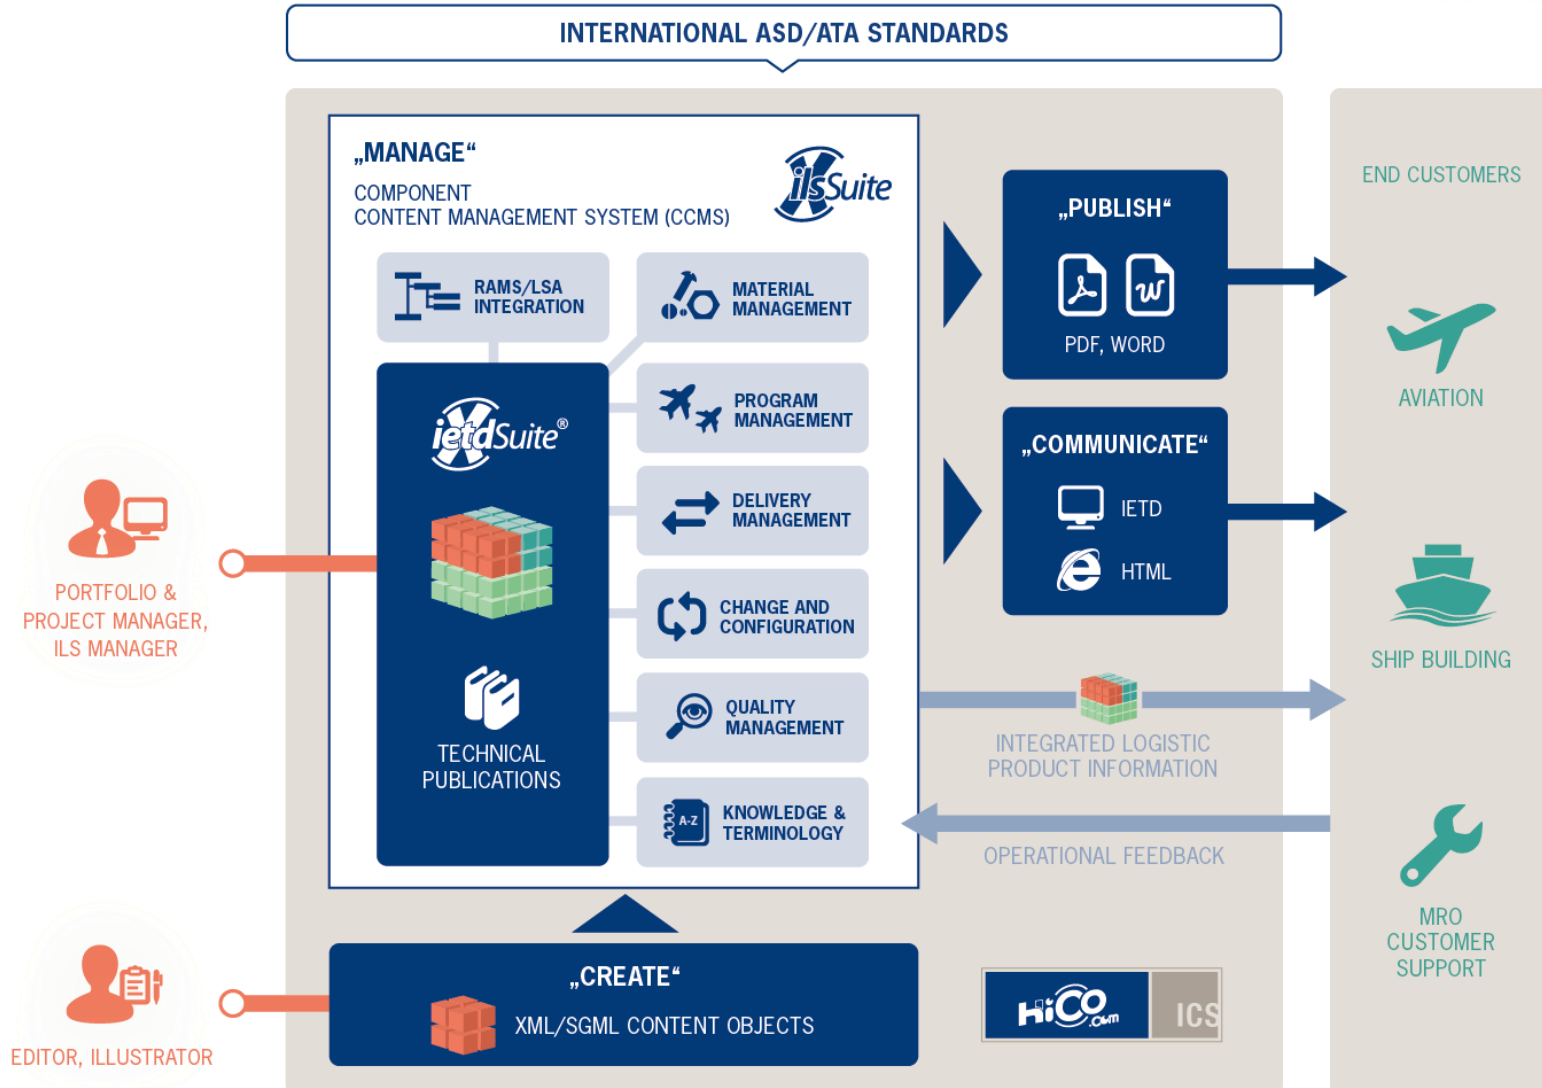 INTERNATIONAL ASD/ATA STANDARDS
„MANAGE“
COMPONENT
CONTENT MANAGEMENT SYSTEM (CCMS)
ilsSuite
RAMS/LSA
INTEGRATION
MATERIAL
MANAGEMENT
ietdSuite®
PROGRAM
MANAGEMENT
DELIVERY
MANAGEMENT
CHANGE AND
CONFIGURATION
QUALITY
MANAGEMENT
A-Z
KNOWLEDGE &
TERMINOLOGY
TECHNICAL
PUBLICATIONS
„PUBLISH“
PDF, WORD
„COMMUNICATE“
IETD
HTML
INTEGRATED LOGISTIC
PRODUCT INFORMATION
OPERATIONAL FEEDBACK
END CUSTOMERS
AVIATION
SHIP BUILDING
MRO
CUSTOMER
SUPPORT
PORTFOLIO &
PROJECT MANAGER,
ILS MANAGER
„CREATE“
XML/SGML CONTENT OBJECTS
EDITOR, ILLUSTRATOR
HiCO
.Com
ICS